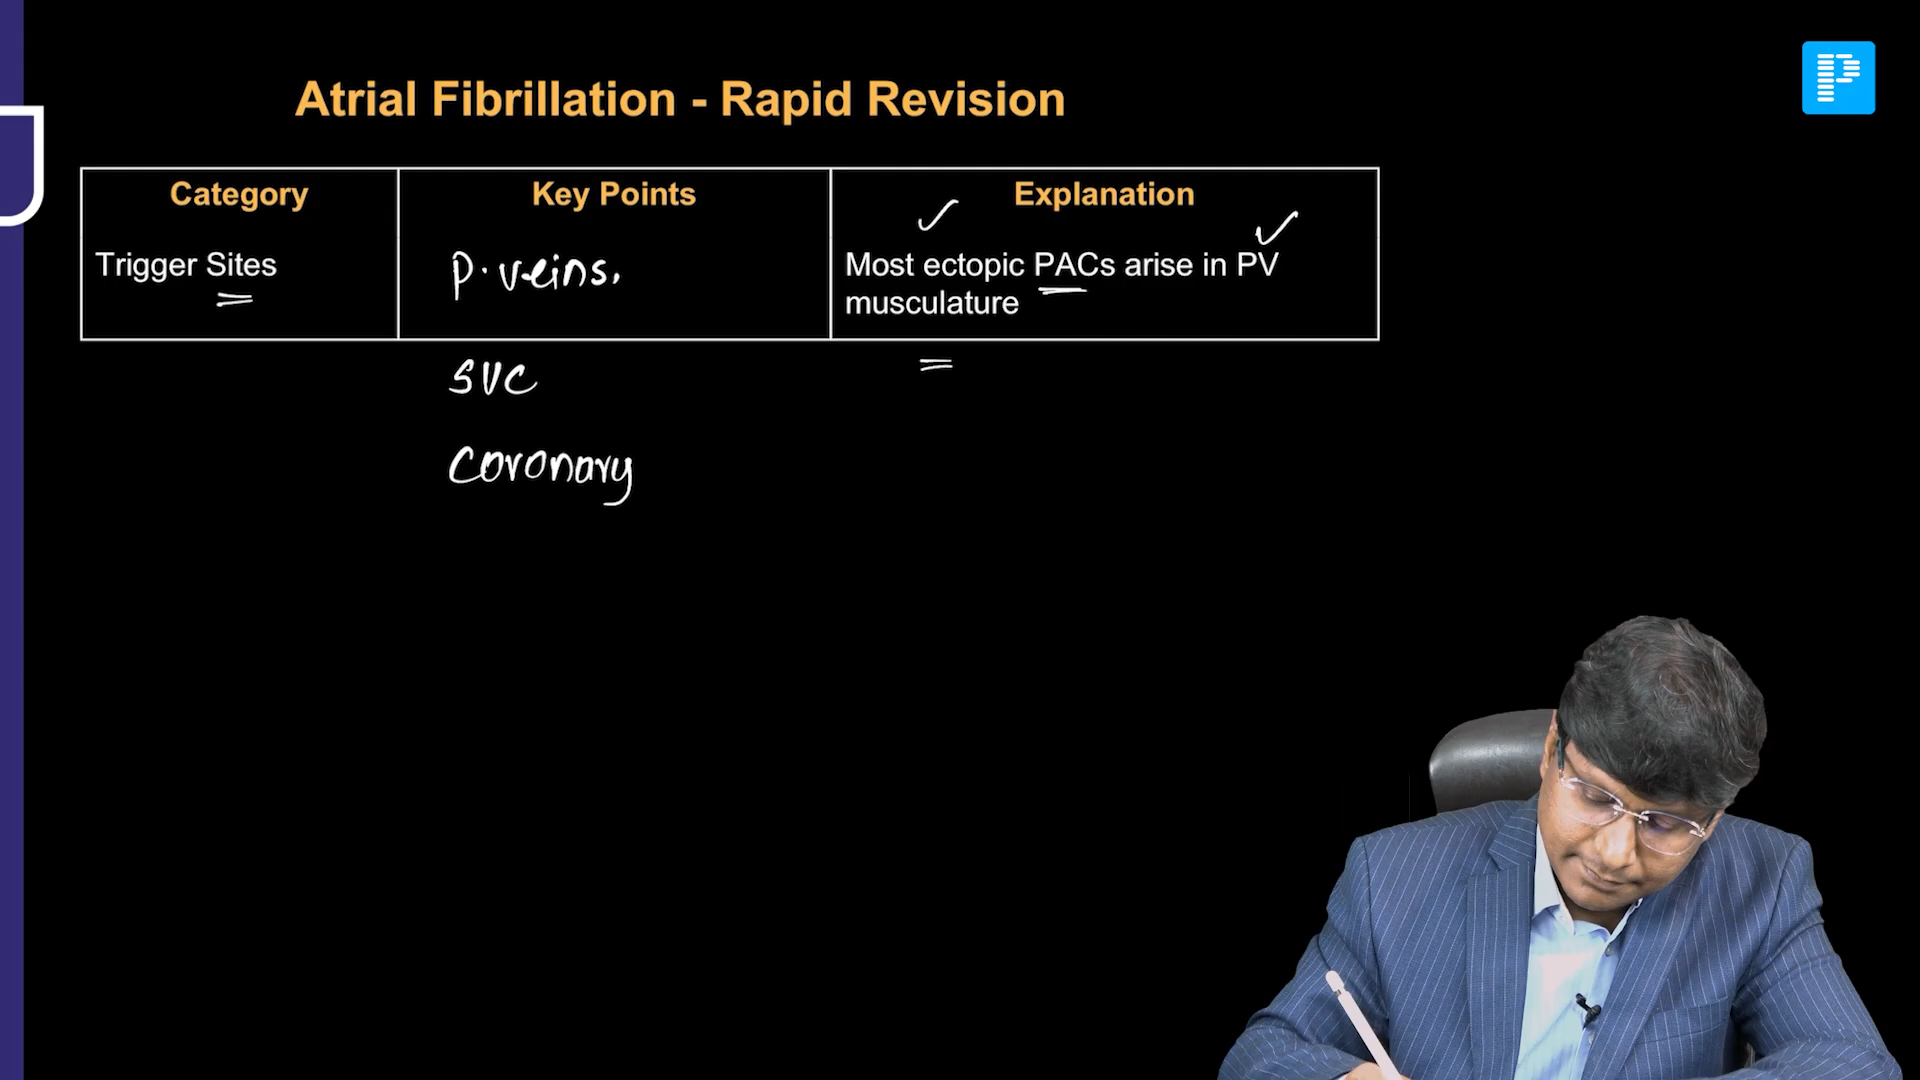 Atrial Fibrillation - Rapid Revision
Category
Key Points
Explanation
Trigger Sites
P. veins.
Most ectopic PACs arise in PV
musculature
SVC
Coronary